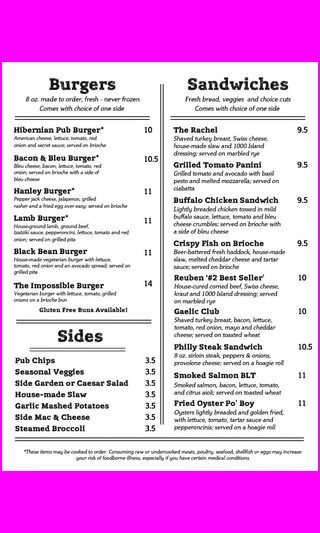 Burgers
8 oz. made to order, fresh - never frozen
Comes with choice of one side
Hibernian Pub Burger* 10
American cheese, lettuce, tomato, red
onion and secret sauce; served on brioche
Bacon & Bleu Burger* 10.5
Bleu cheese, bacon, lettuce, tomato, red
onion; served on brioche with a side of
bleu cheese
Hanley Burger* 11
Pepper jack cheese, jalapenos, grilled
rasher and a fried egg over easy; served on brioche
Lamb Burger* 11
House-ground lamb, ground beef,
tzatziki sauce, pepperoncini, lettuce, tomato and red
onion; served on grilled pita
Black Bean Burger 11
House-made vegetarian burger with lettuce,
tomato, red onion and an avocado spread; served on
grilled pita
The Impossible Burger 14
Vegetarian burger with lettuce, tomato, grilled
onions on a brioche bun
Gluten Free Buns Available!
Sides
Pub Chips 3.5
Seasonal Veggies 3.5
Side Garden or Caesar Salad 3.5
House-made Slaw 3.5
Garlic Mashed Potatoes 3.5
Side Mac & Cheese 3.5
Steamed Broccoli 3.5
Sandwiches
Fresh bread, veggies and choice cuts
Comes with choice of one side
The Rachel 9.5
Shaved turkey breast, Swiss cheese,
house-made slaw and 1000 Island
dressing; served on marbled rye
Grilled Tomato Panini 9.5
Grilled tomato and avocado with basil
pesto and melted mozzarella; served on
ciabatta
Buffalo Chicken Sandwich 9.5
Lightly breaded chicken tossed in mild
buffalo sauce, lettuce, tomato and bleu
cheese crumbles; served on brioche with
a side of bleu cheese
Crispy Fish on Brioche 9.5
Beer-battered fresh haddock, house-made
slaw, melted cheddar cheese and tartar
sauce; served on brioche
Reuben '#2 Best Seller' 10
House-cured corned beef, Swiss cheese,
kraut and 1000 island dressing; served
on marbled rye
Gaelic Club 10
Shaved turkey breast, bacon, lettuce,
tomato, red onion, mayo and cheddar
cheese; served on toasted wheat
Philly Steak Sandwich 10.5
8 oz. sirloin steak, peppers & onions,
provolone cheese; served on a hoagie roll
Smoked Salmon BLT 11
Smoked salmon, bacon, lettuce, tomato,
and citrus aioli; served on toasted wheat
Fried Oyster Po' Boy 11
Oysters lightly breaded and golden fried,
with lettuce, tomato, tartar sauce and
pepperoncinis; served on a hoagie roll
*These items may be cooked to order. Consuming raw or undercooked meats, poultry, seafood, shellfish or eggs may increase
your risk of foodborne illness, especially if you have certain medical conditions.